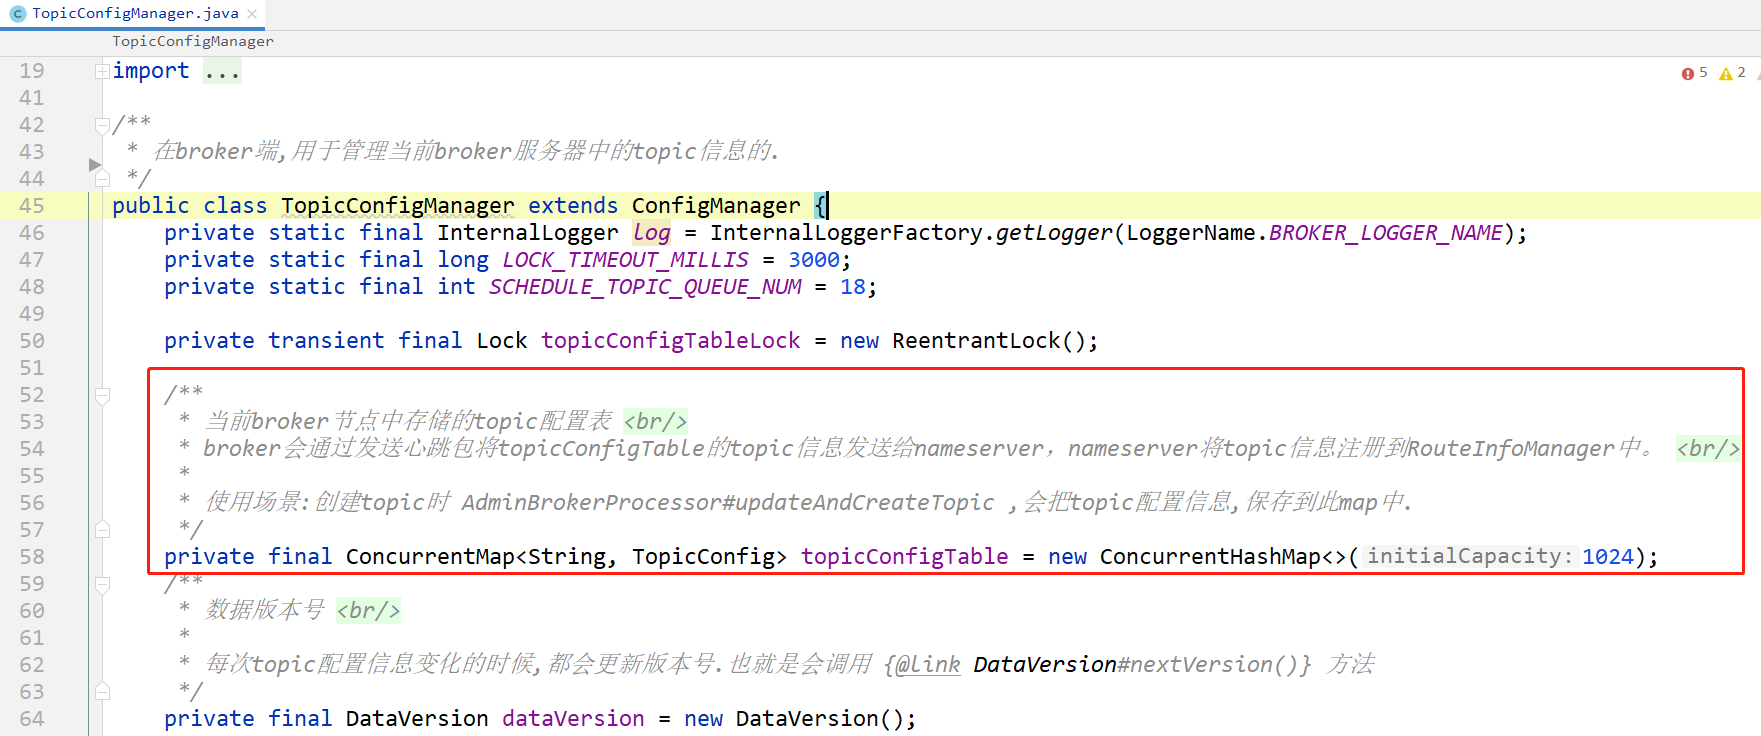 TopicConfigManager.java
TopicConfigManager
19 import ...
5 2
41
42 /**
43 * 在broker端,用于管理当前broker服务器中的topic信息的.
44 */
45 public class TopicConfigManager extends ConfigManager {
46 private static final InternalLogger log = InternalLoggerFactory.getLogger(LoggerName.BROKER_LOGGER_NAME);
47 private static final long LOCK_TIMEOUT_MILLIS = 3000;
48 private static final int SCHEDULE_TOPIC_QUEUE_NUM = 18;
49
50 private transient final Lock topicConfigTableLock = new ReentrantLock();
51
52 /**
53 * 当前broker节点中存储的topic配置表 <br/>
54 * broker会通过发送心跳包将topicConfigTable的topic信息发送给nameserver，nameserver将topic信息注册到RouteInfoManager中。 <br/>
55 *
56 * 使用场景:创建topic时 AdminBrokerProcessor#updateAndCreateTopic ,会把topic配置信息,保存到此map中.
57 */
58 private final ConcurrentMap<String, TopicConfig> topicConfigTable = new ConcurrentHashMap<>( initialCapacity: 1024);
59 /**
60 * 数据版本号 <br/>
61 *
62 * 每次topic配置信息变化的时候,都会更新版本号.也就是会调用 {@link DataVersion#nextVersion()} 方法
63 */
64 private final DataVersion dataVersion = new DataVersion();